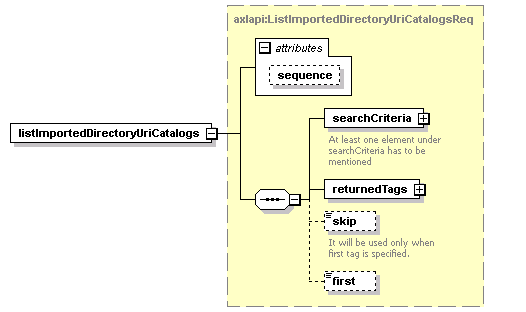 axlapi:ListImportedDirectoryUriCatalogsReq
attributes
sequence
listImportedDirectoryUriCatalogs
searchCriteria
At least one element under
searchCriteria has to be
mentioned
returnedTags
skip
It will be used only when
first tag is specified.
first